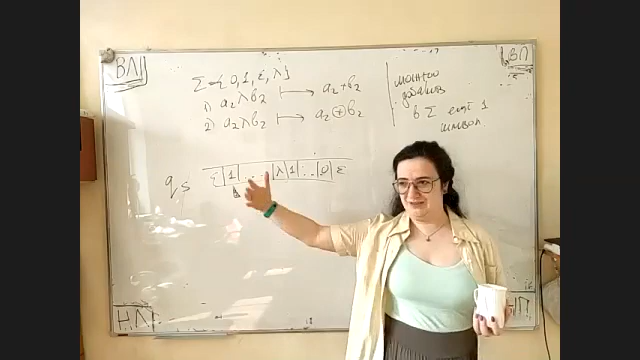 ВЛ
ВП
Σ = {0,1,ε,λ}
1) a₂λb₂ ⟼ a₂+b₂
2) a₂λb₂ ⟼ a₂⊕b₂
можно
добавить
в Σ ещё 1
символ
qs
ε|1|...|λ|1|...|0|ε
НЛ
НП